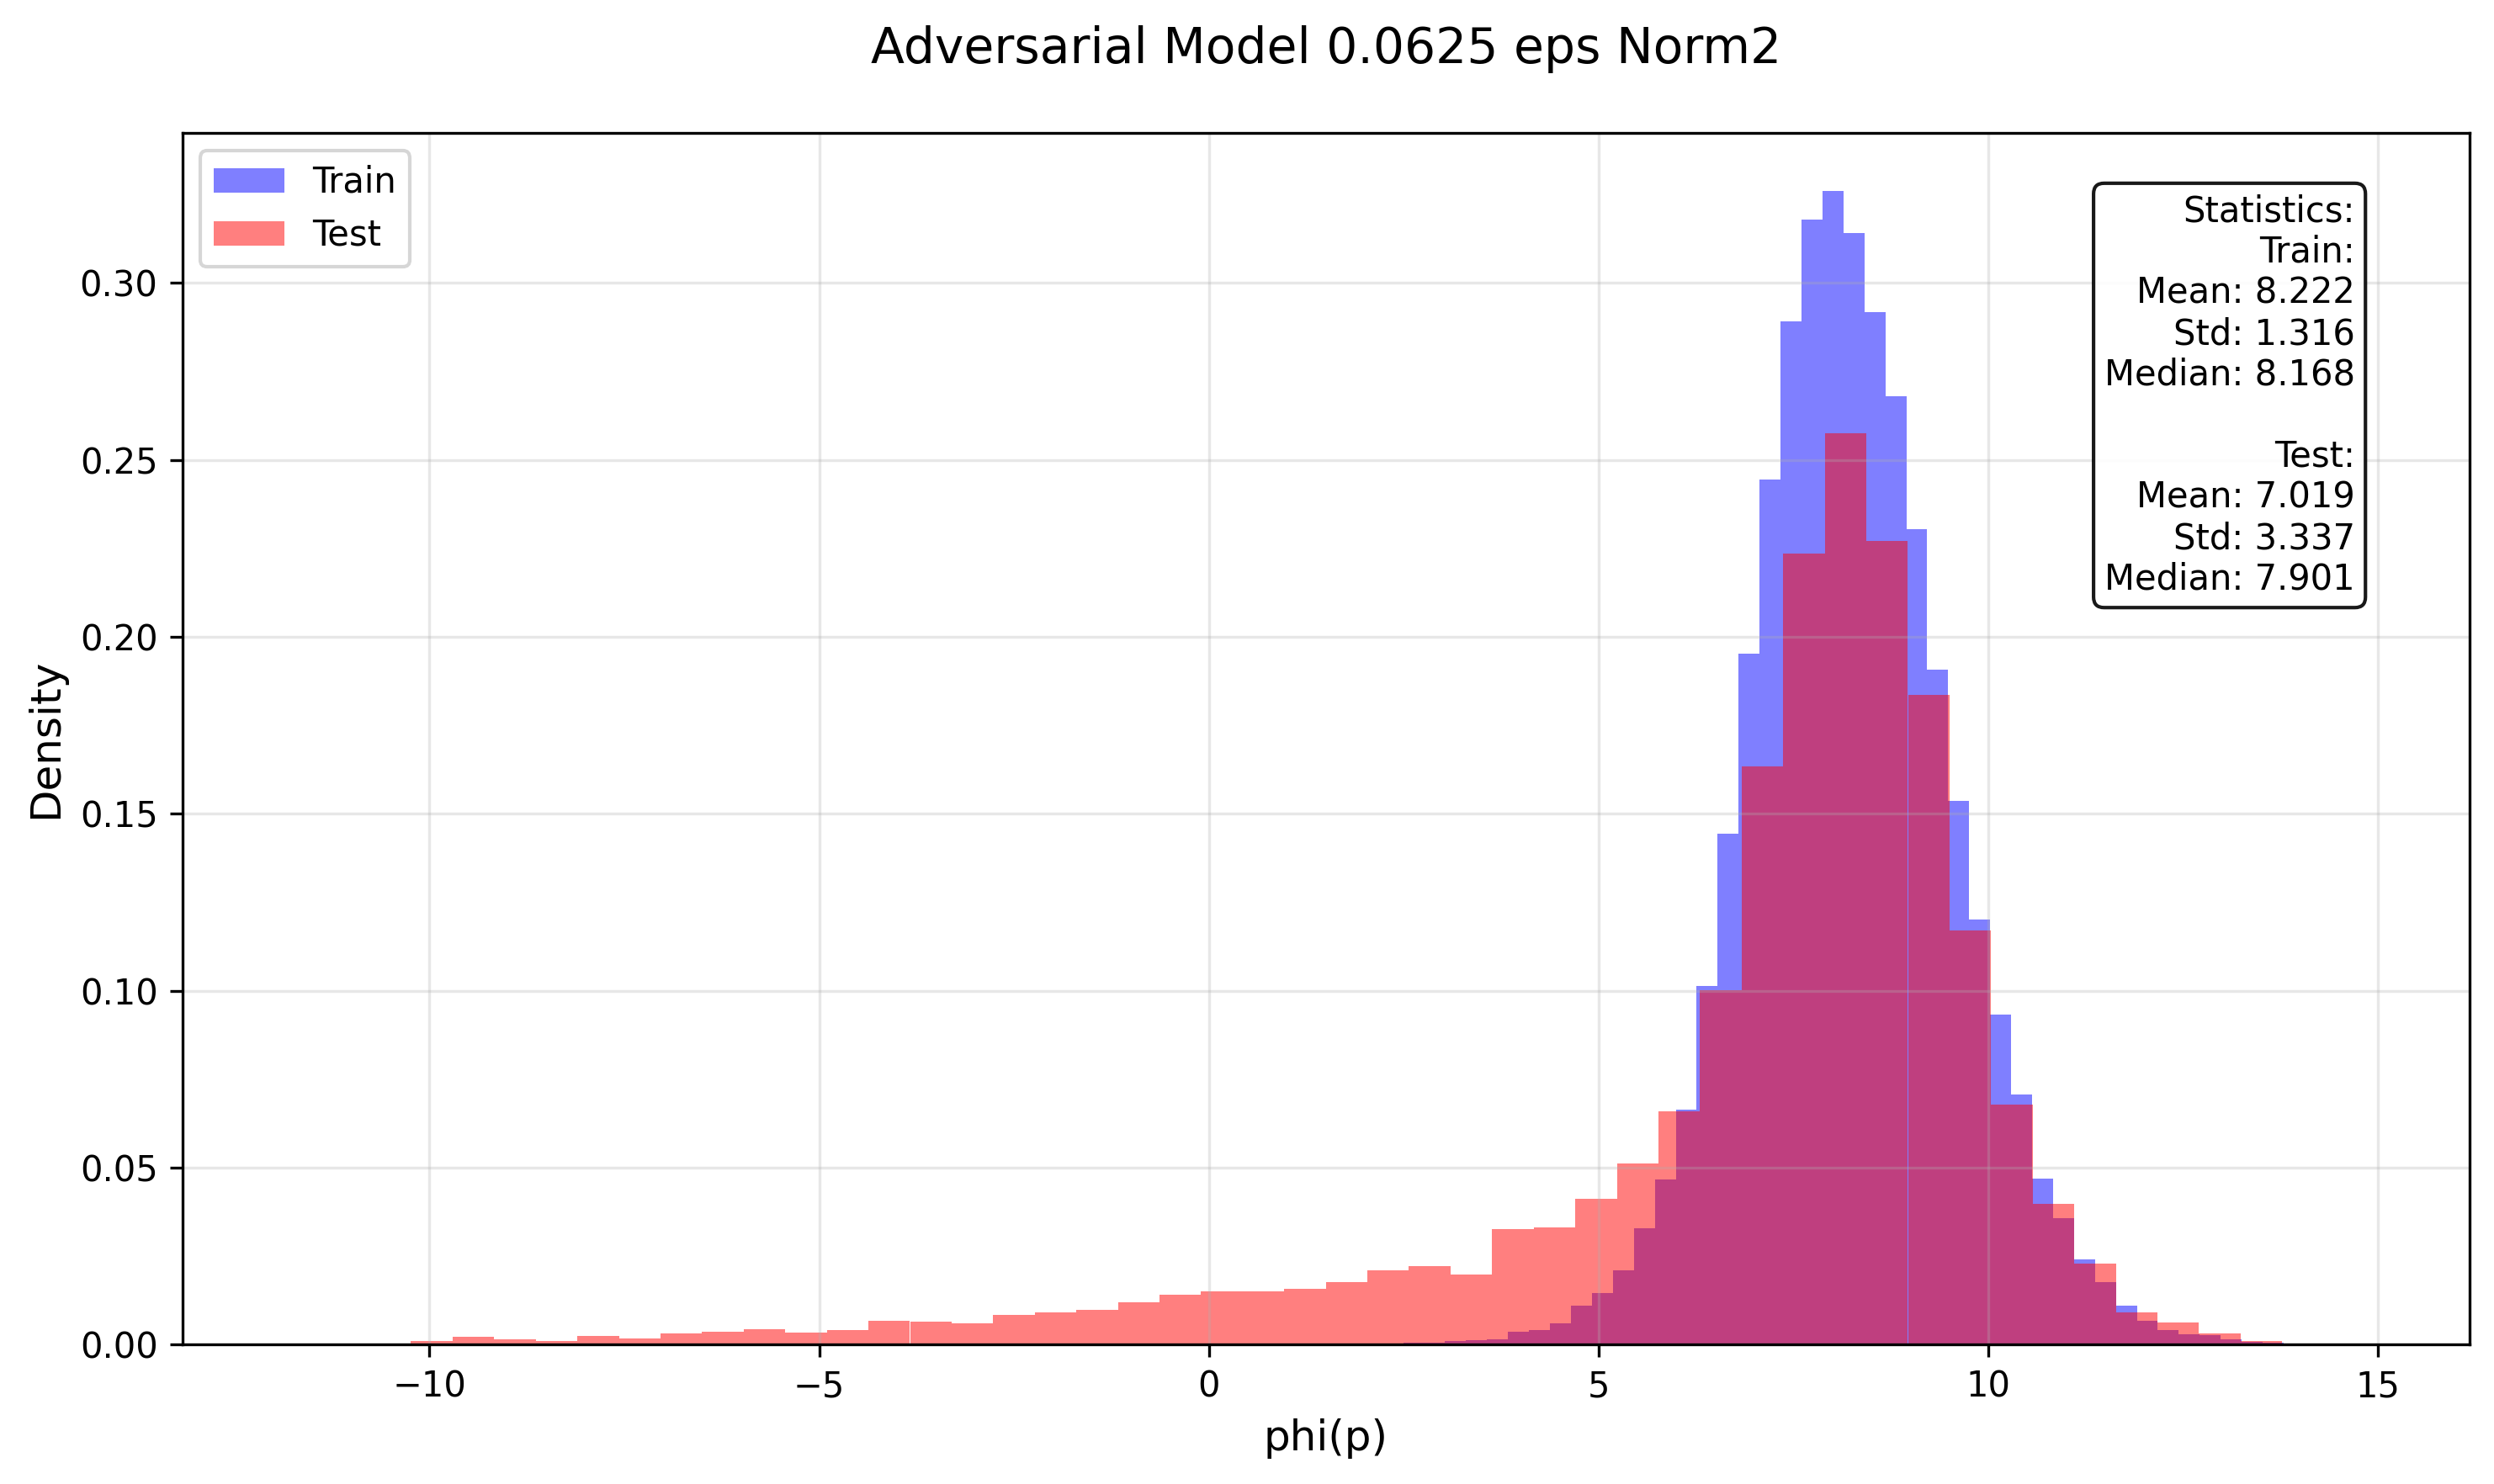 Adversarial Model 0.0625 eps Norm2
Train
Test
Statistics:
Train:
Mean: 8.222
Std: 1.316
Median: 8.168
Test:
Mean: 7.019
Std: 3.337
Median: 7.901
Density
0.30
0.25
0.20
0.15
0.10
0.05
0.00
−10
−5
0
5
10
15
phi(p)